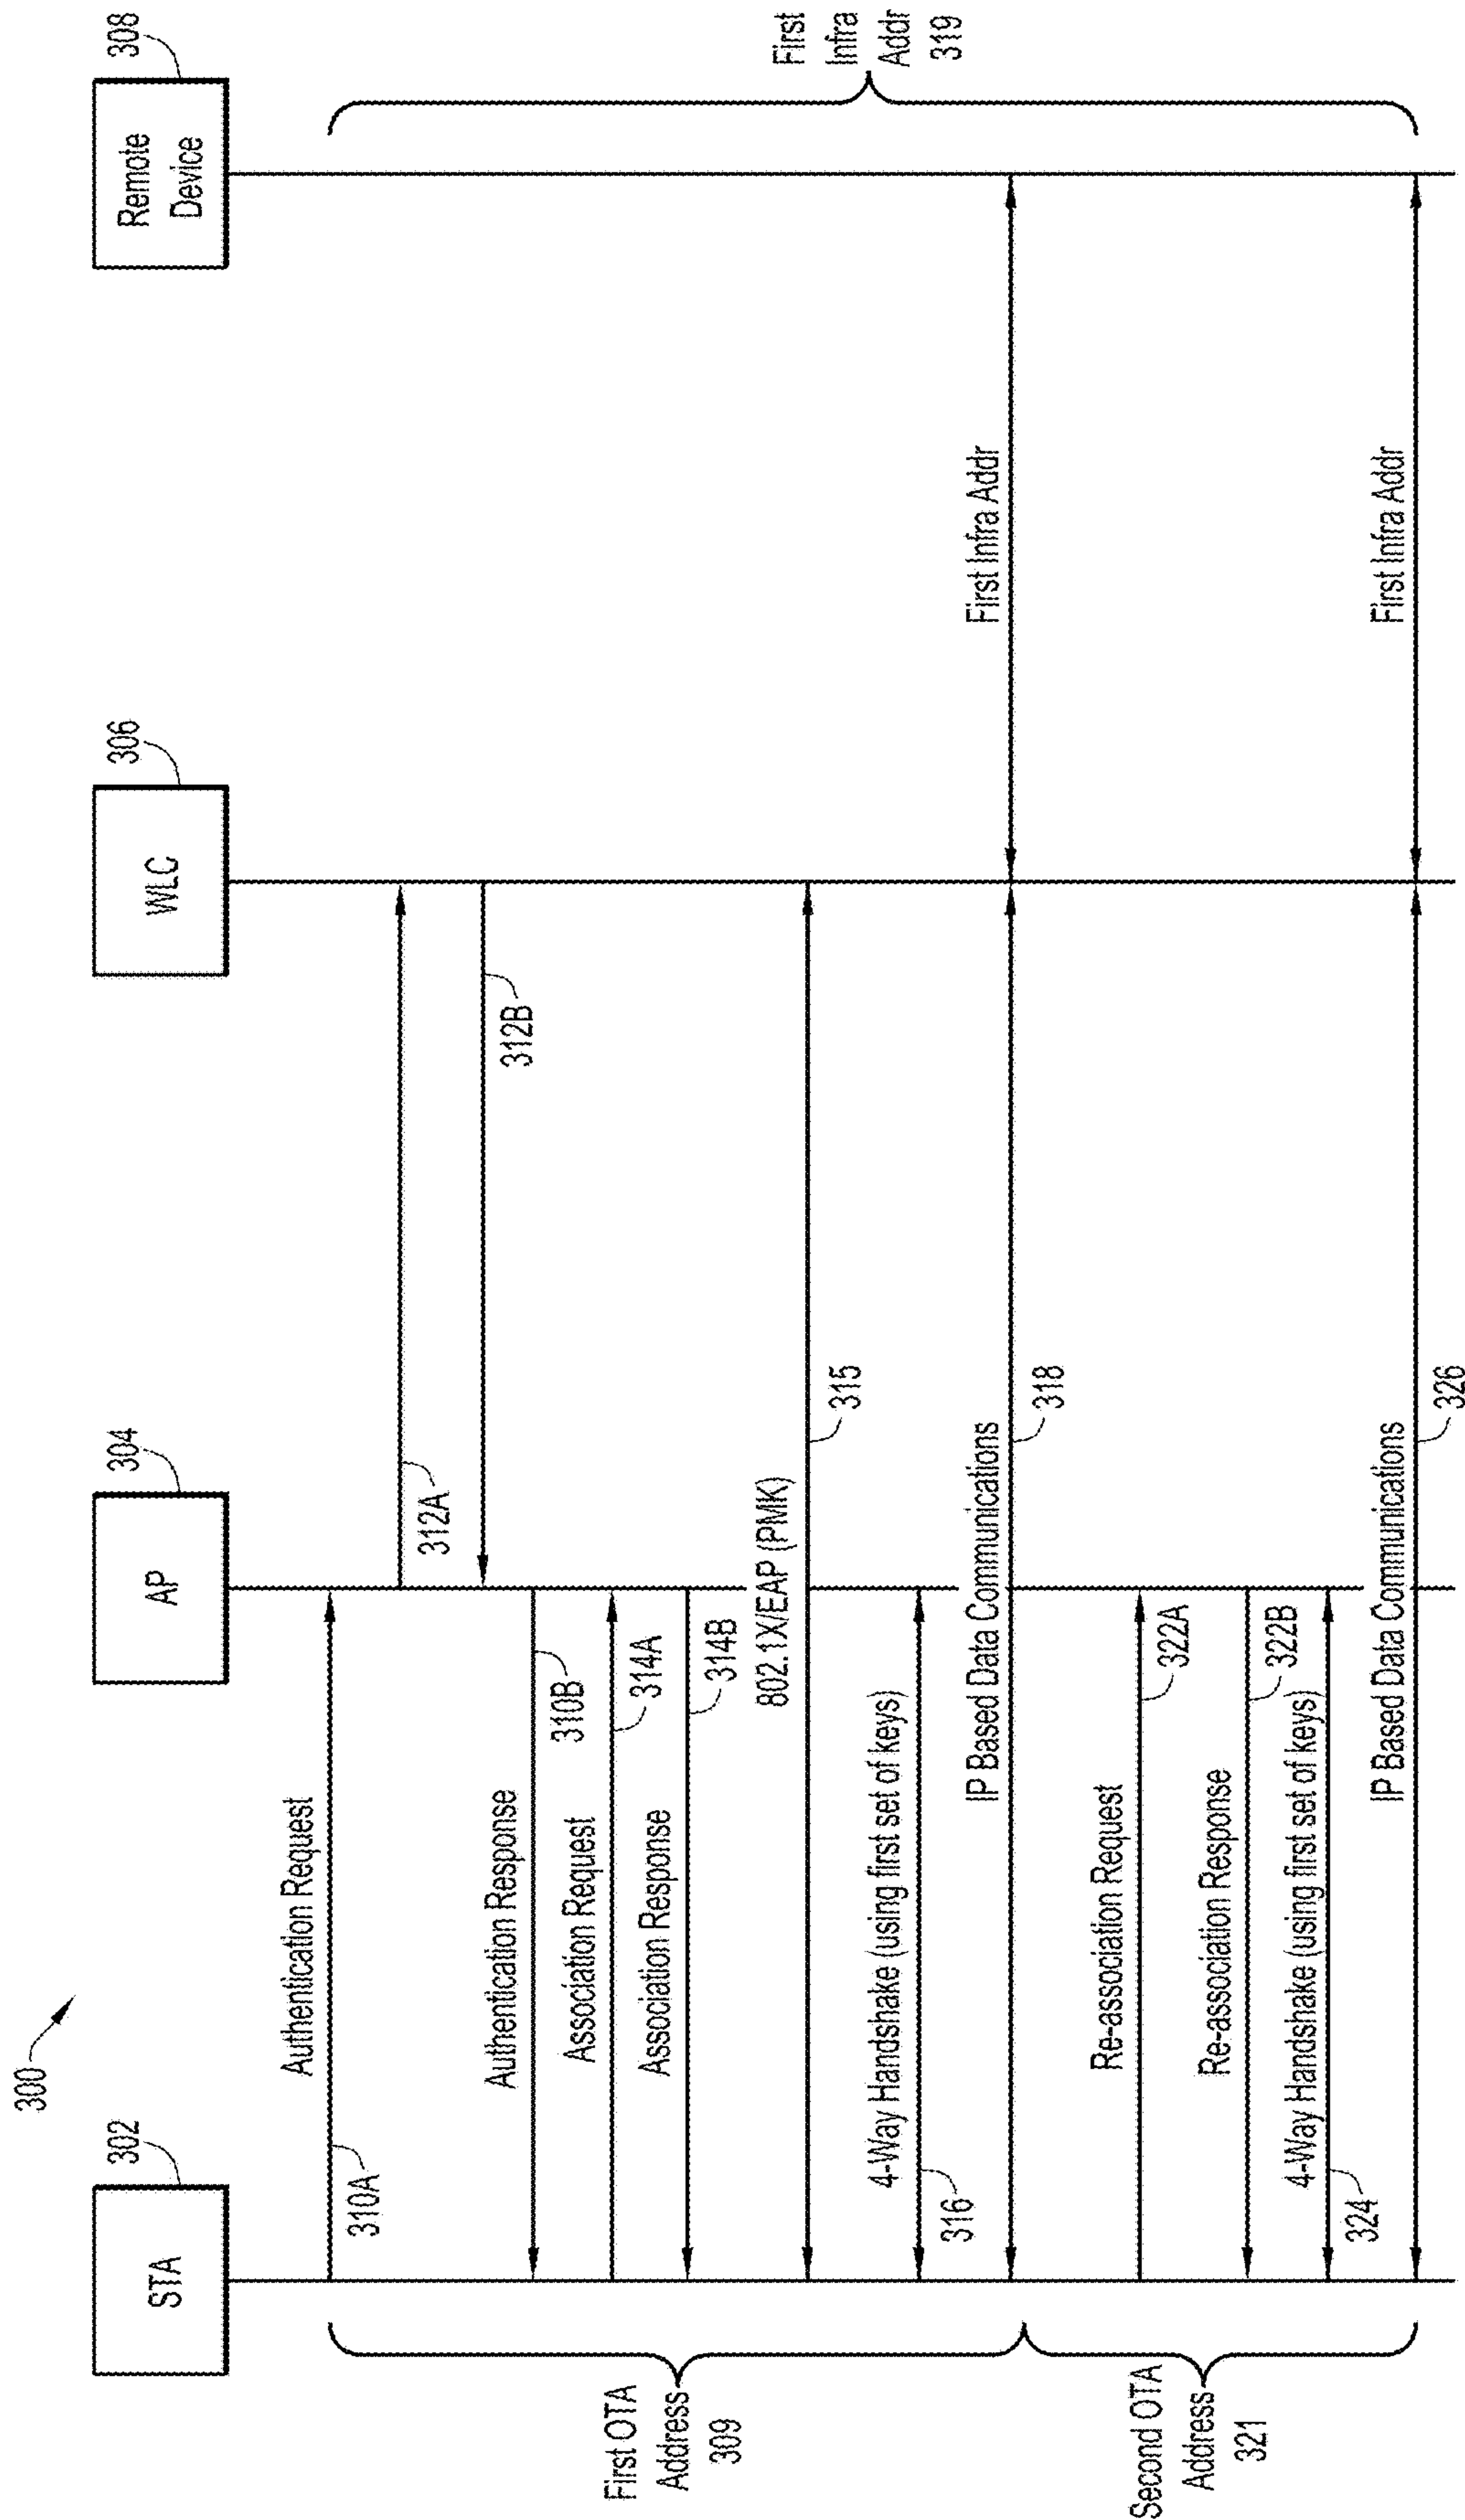 300
STA
302
AP
304
WLC
306
Remote
Device
308
Authentication Request
310A
312A
312B
Authentication Response
310B
Association Request
314A
Association Response
314B
802.1X/EAP (PMK)
315
4-Way Handshake (using first set of keys)
316
IP Based Data Communications
318
First Infra Addr
First OTA
Address
309
Re-association Request
322A
Re-association Response
322B
4-Way Handshake (using first set of keys)
324
IP Based Data Communications
326
First Infra Addr
Second OTA
Address
321
First
Infra
Addr
319